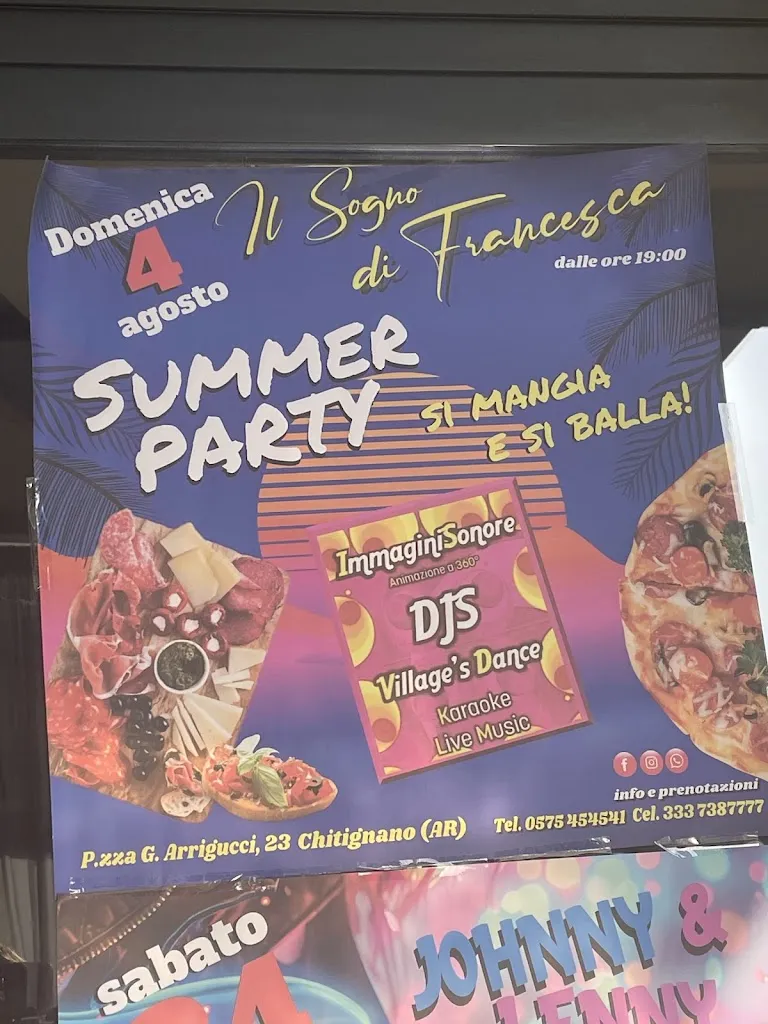 Domenica
4
agosto
Il Sogno
di Francesca
dalle ore 19:00
SUMMER
PARTY
SI MANGIA
E SI BALLA!
ImmaginiSonore
Animazione a 360°
DJS
Village's Dance
Karaoke
Live Music
info e prenotazioni
P.zza G. Arrigucci, 23 Chitignano (AR)
Tel. 0575 454541 Cel. 333 7387777
sabato
JOHNNY &
LENNY